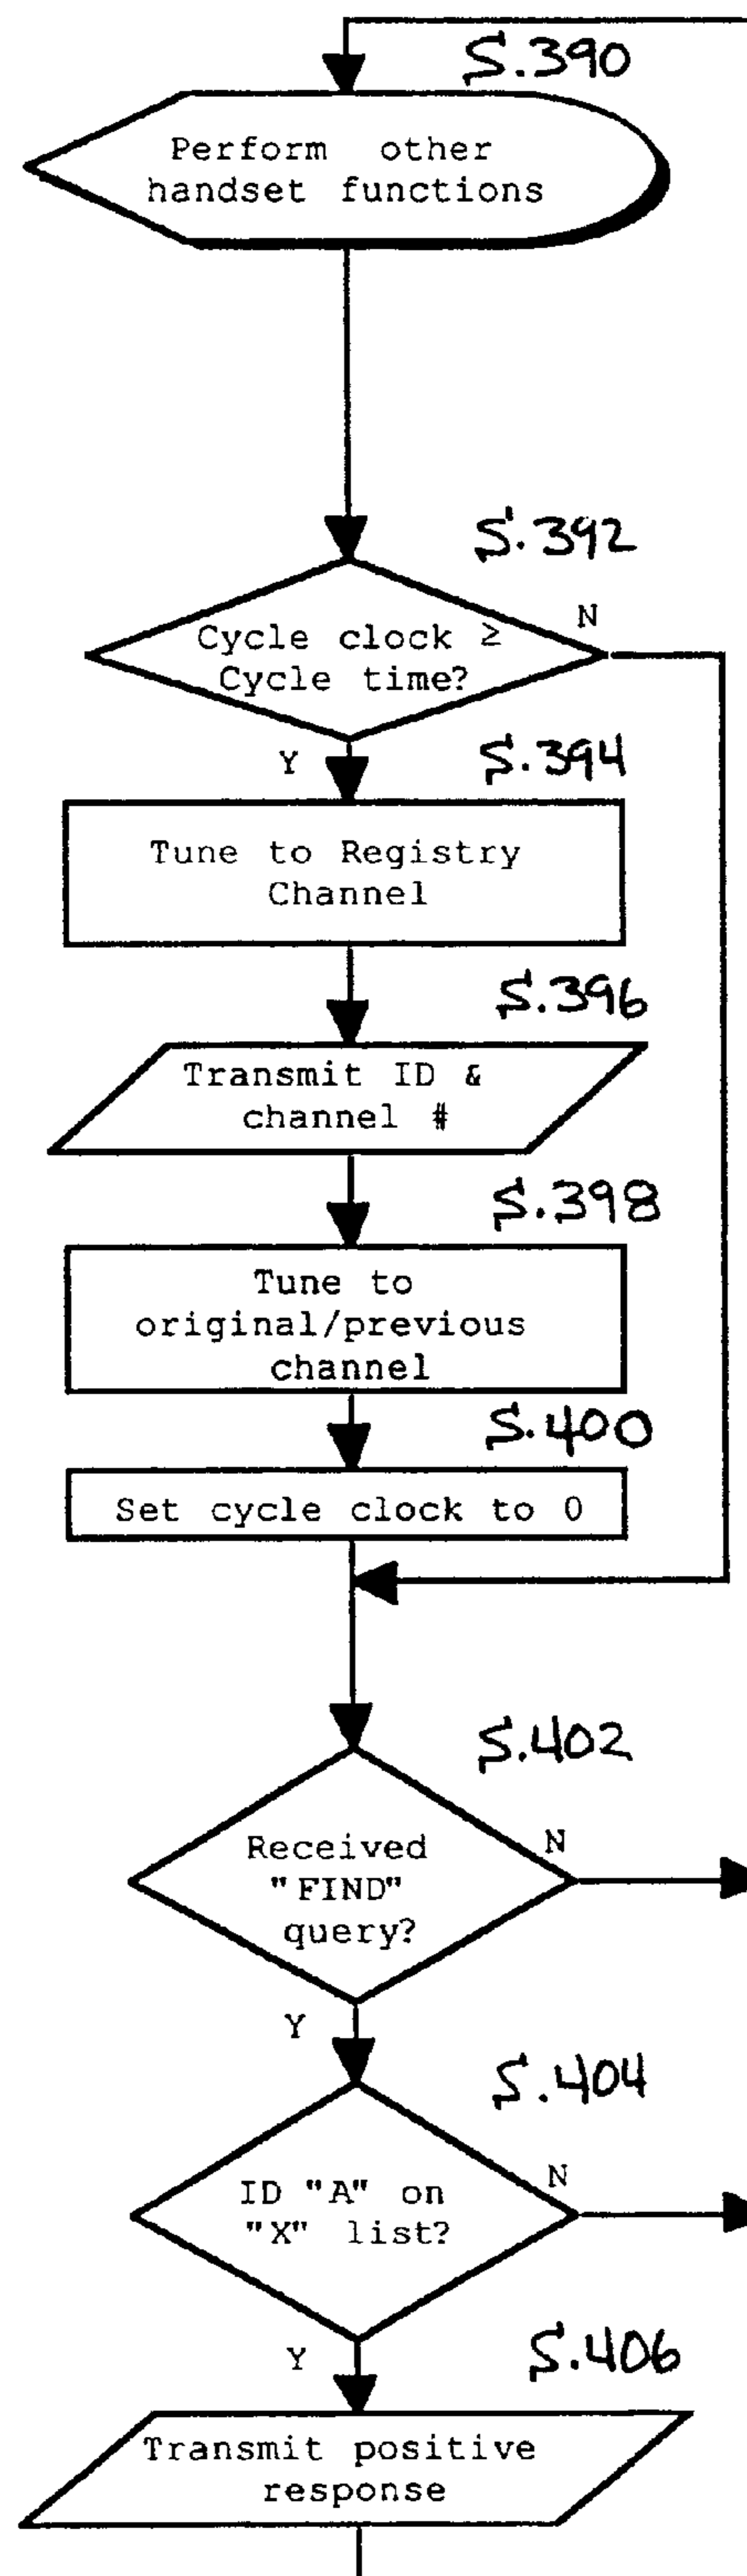 S.390
Perform other
handset functions
S.392
Cycle clock ≥
Cycle time?
N
Y
S.394
Tune to Registry
Channel
S.396
Transmit ID &
channel #
S.398
Tune to
original/previous
channel
S.400
Set cycle clock to 0
S.402
Received
"FIND"
query?
N
Y
S.404
ID "A" on
"X" list?
N
Y
S.406
Transmit positive
response